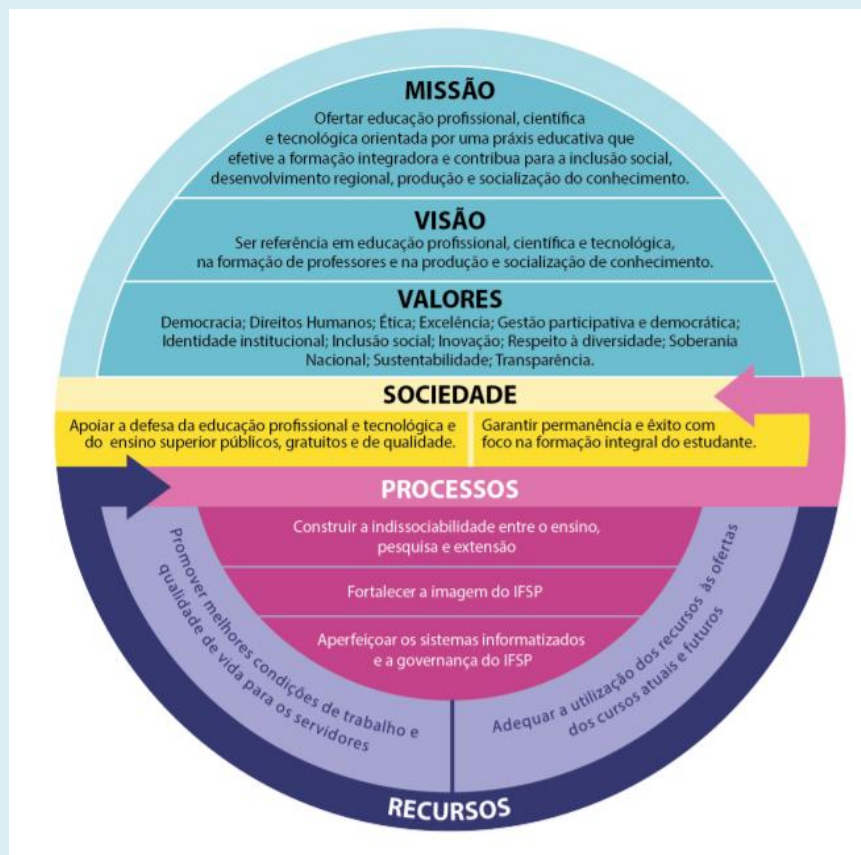 MISSÃO
Ofertar educação profissional, científica
e tecnológica orientada por uma práxis educativa que
efetive a formação integradora e contribua para a inclusão social,
desenvolvimento regional, produção e socialização do conhecimento.
VISÃO
Ser referência em educação profissional, científica e tecnológica,
na formação de professores e na produção e socialização de conhecimento.
VALORES
Democracia; Direitos Humanos; Ética; Excelência; Gestão participativa e democrática;
Identidade institucional; Inclusão social; Inovação; Respeito à diversidade; Soberania
Nacional; Sustentabilidade; Transparência.
SOCIEDADE
Apoiar a defesa da educação profissional e tecnológica e
do ensino superior públicos, gratuitos e de qualidade.
Garantir permanência e êxito com
foco na formação integral do estudante.
PROCESSOS
Construir a indissociabilidade entre o ensino,
pesquisa e extensão
Fortalecer a imagem do IFSP
Aperfeiçoar os sistemas informatizados
e a governança do IFSP
Promover melhores condições de trabalho e
qualidade de vida para os servidores
Adequar a utilização dos recursos às ofertas
dos cursos atuais e futuros
RECURSOS